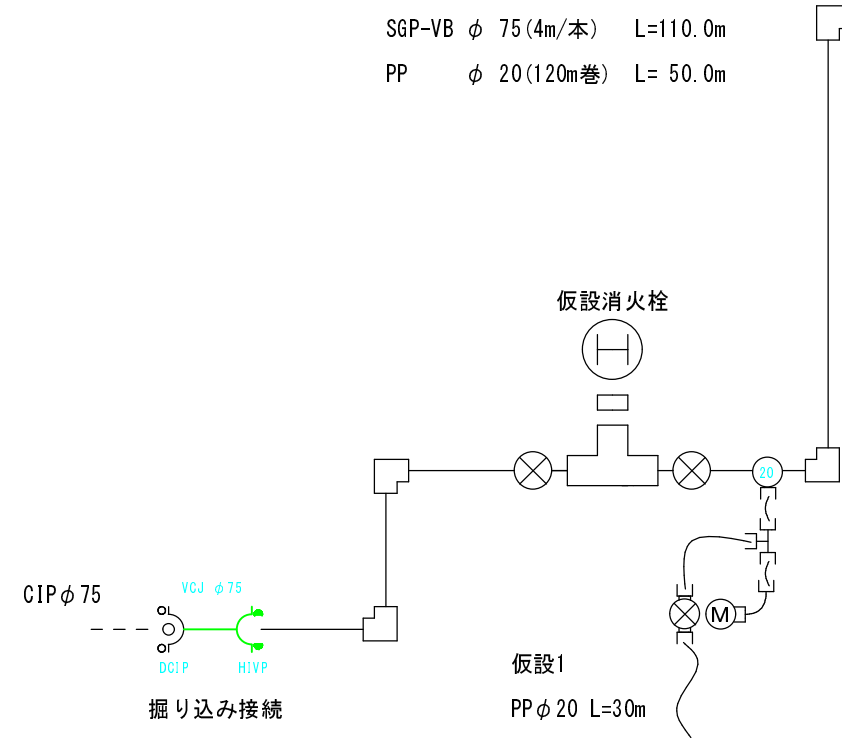 SGP-VB φ 75(4m/本) L=110.0m
PP φ 20(120m巻) L= 50.0m
仮設消火栓
20
CIPφ75
VCJ φ75
M
DCIP HIVP
掘り込み接続
仮設1
PPφ20 L=30m